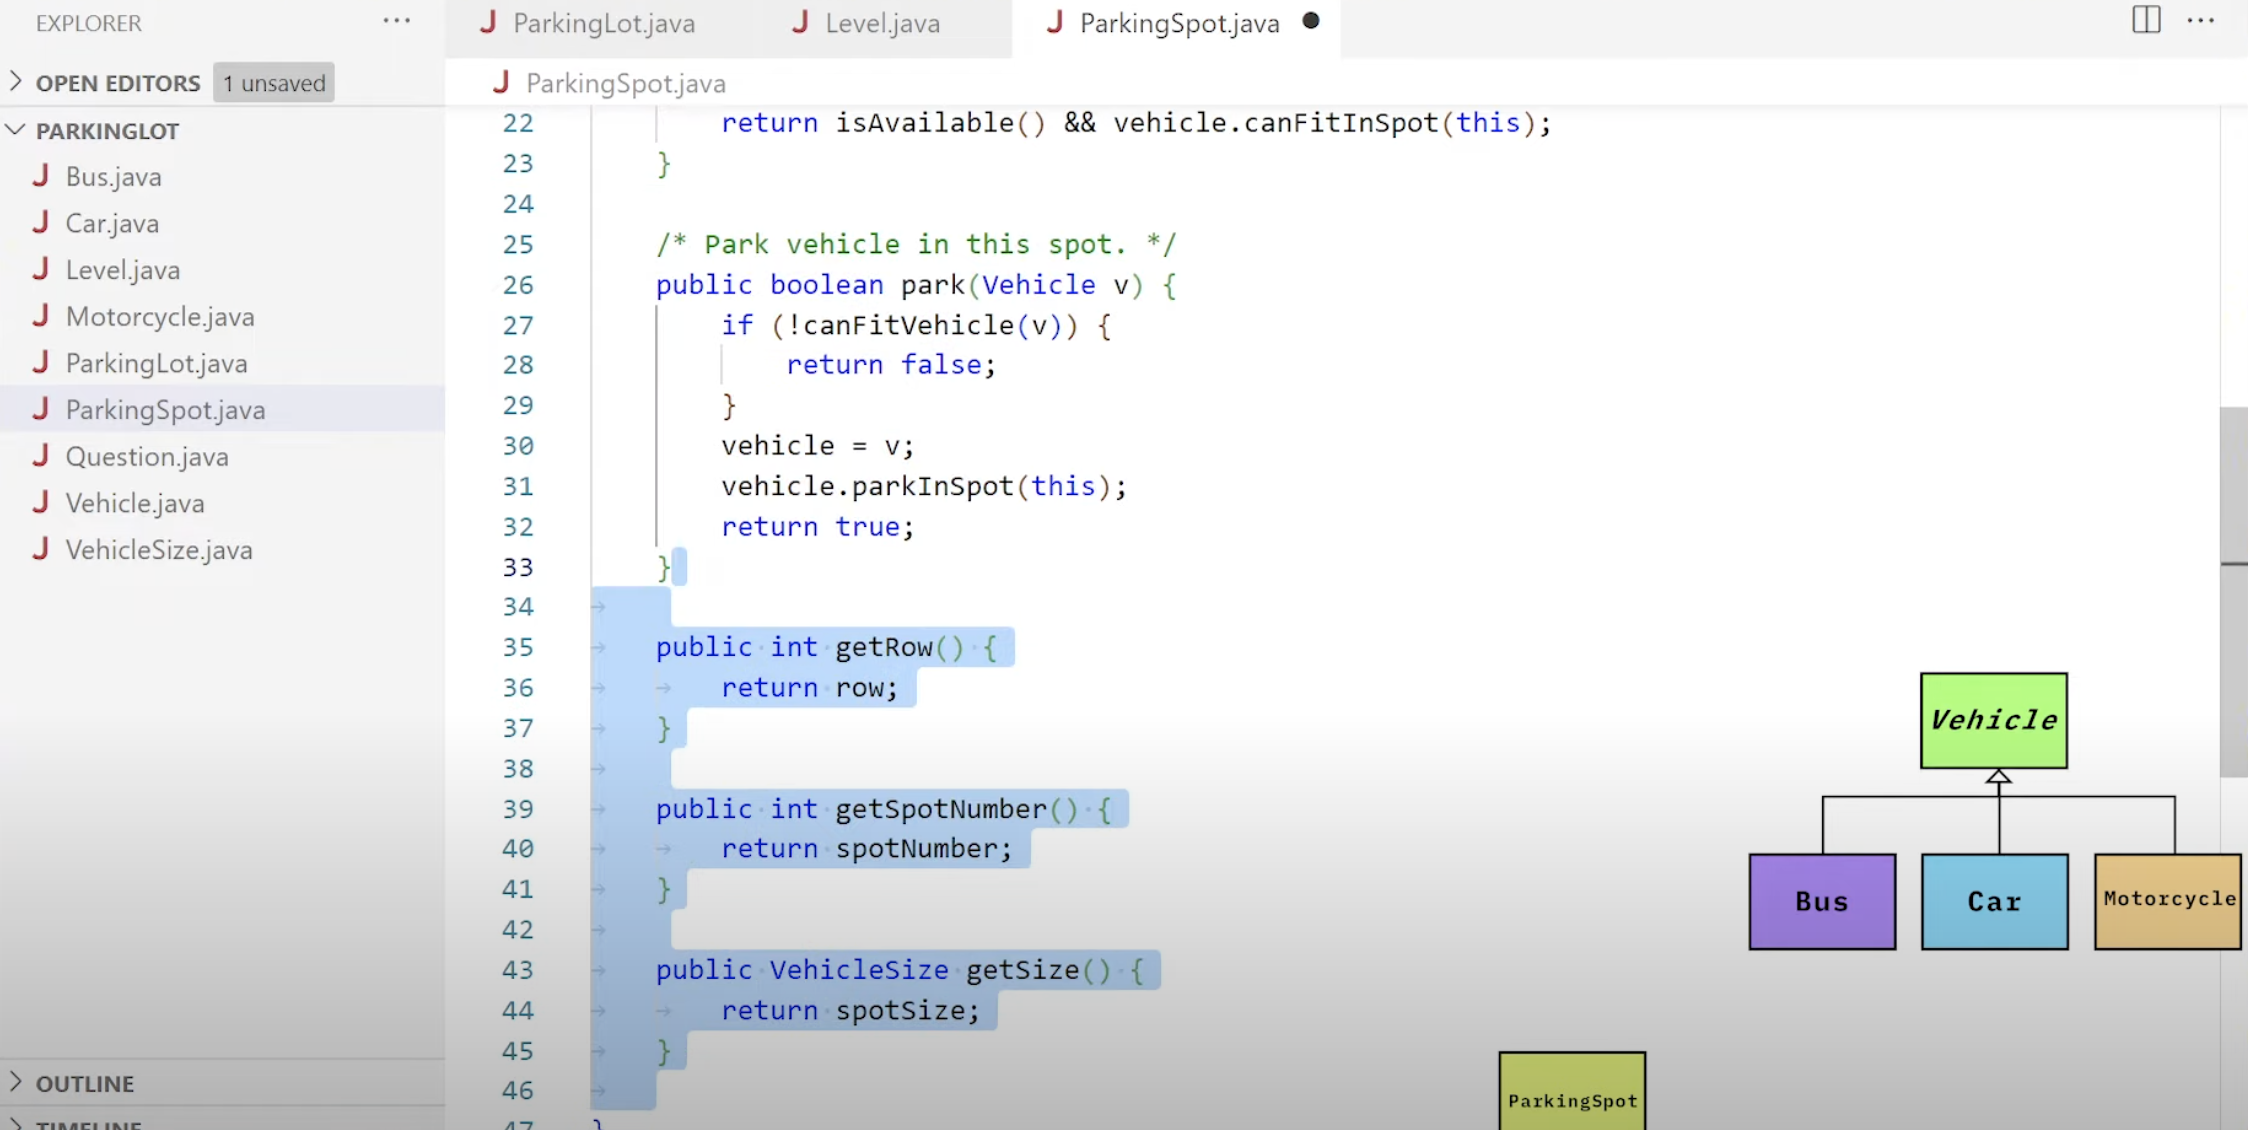 EXPLORER
ParkingLot.java
Level.java
ParkingSpot.java
OPEN EDITORS 1 unsaved
ParkingSpot.java
PARKINGLOT
Bus.java
Car.java
Level.java
Motorcycle.java
ParkingLot.java
ParkingSpot.java
Question.java
Vehicle.java
VehicleSize.java
OUTLINE
TIMELINE
22 return isAvailable() && vehicle.canFitInSpot(this);
23 }
24
25 /* Park vehicle in this spot. */
26 public boolean park(Vehicle v) {
27 if (!canFitVehicle(v)) {
28 return false;
29 }
30 vehicle = v;
31 vehicle.parkInSpot(this);
32 return true;
33 }
34
35 public int getRow() {
36 return row;
37 }
38
39 public int getSpotNumber() {
40 return spotNumber;
41 }
42
43 public VehicleSize getSize() {
44 return spotSize;
45 }
46
47 }
Vehicle
Bus
Car
Motorcycle
ParkingSpot